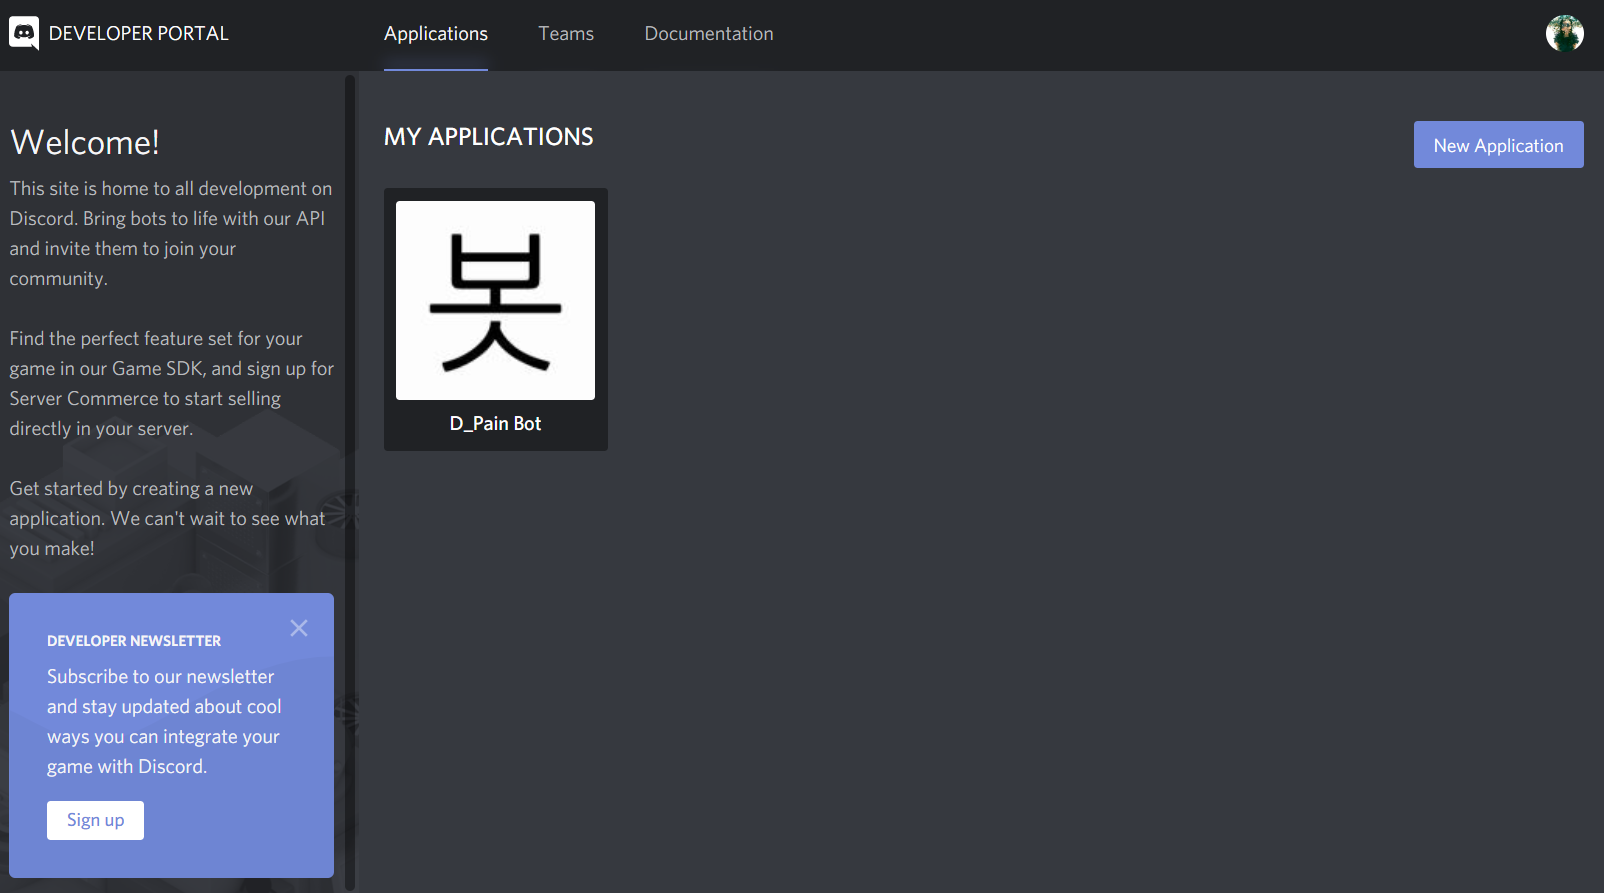 DEVELOPER PORTAL
Applications
Teams
Documentation
Welcome!
This site is home to all development on
Discord. Bring bots to life with our API
and invite them to join your
community.
Find the perfect feature set for your
game in our Game SDK, and sign up for
Server Commerce to start selling
directly in your server.
Get started by creating a new
application. We can't wait to see what
you make!
DEVELOPER NEWSLETTER
Subscribe to our newsletter
and stay updated about cool
ways you can integrate your
game with Discord.
Sign up
MY APPLICATIONS
New Application
봇
D_Pain Bot